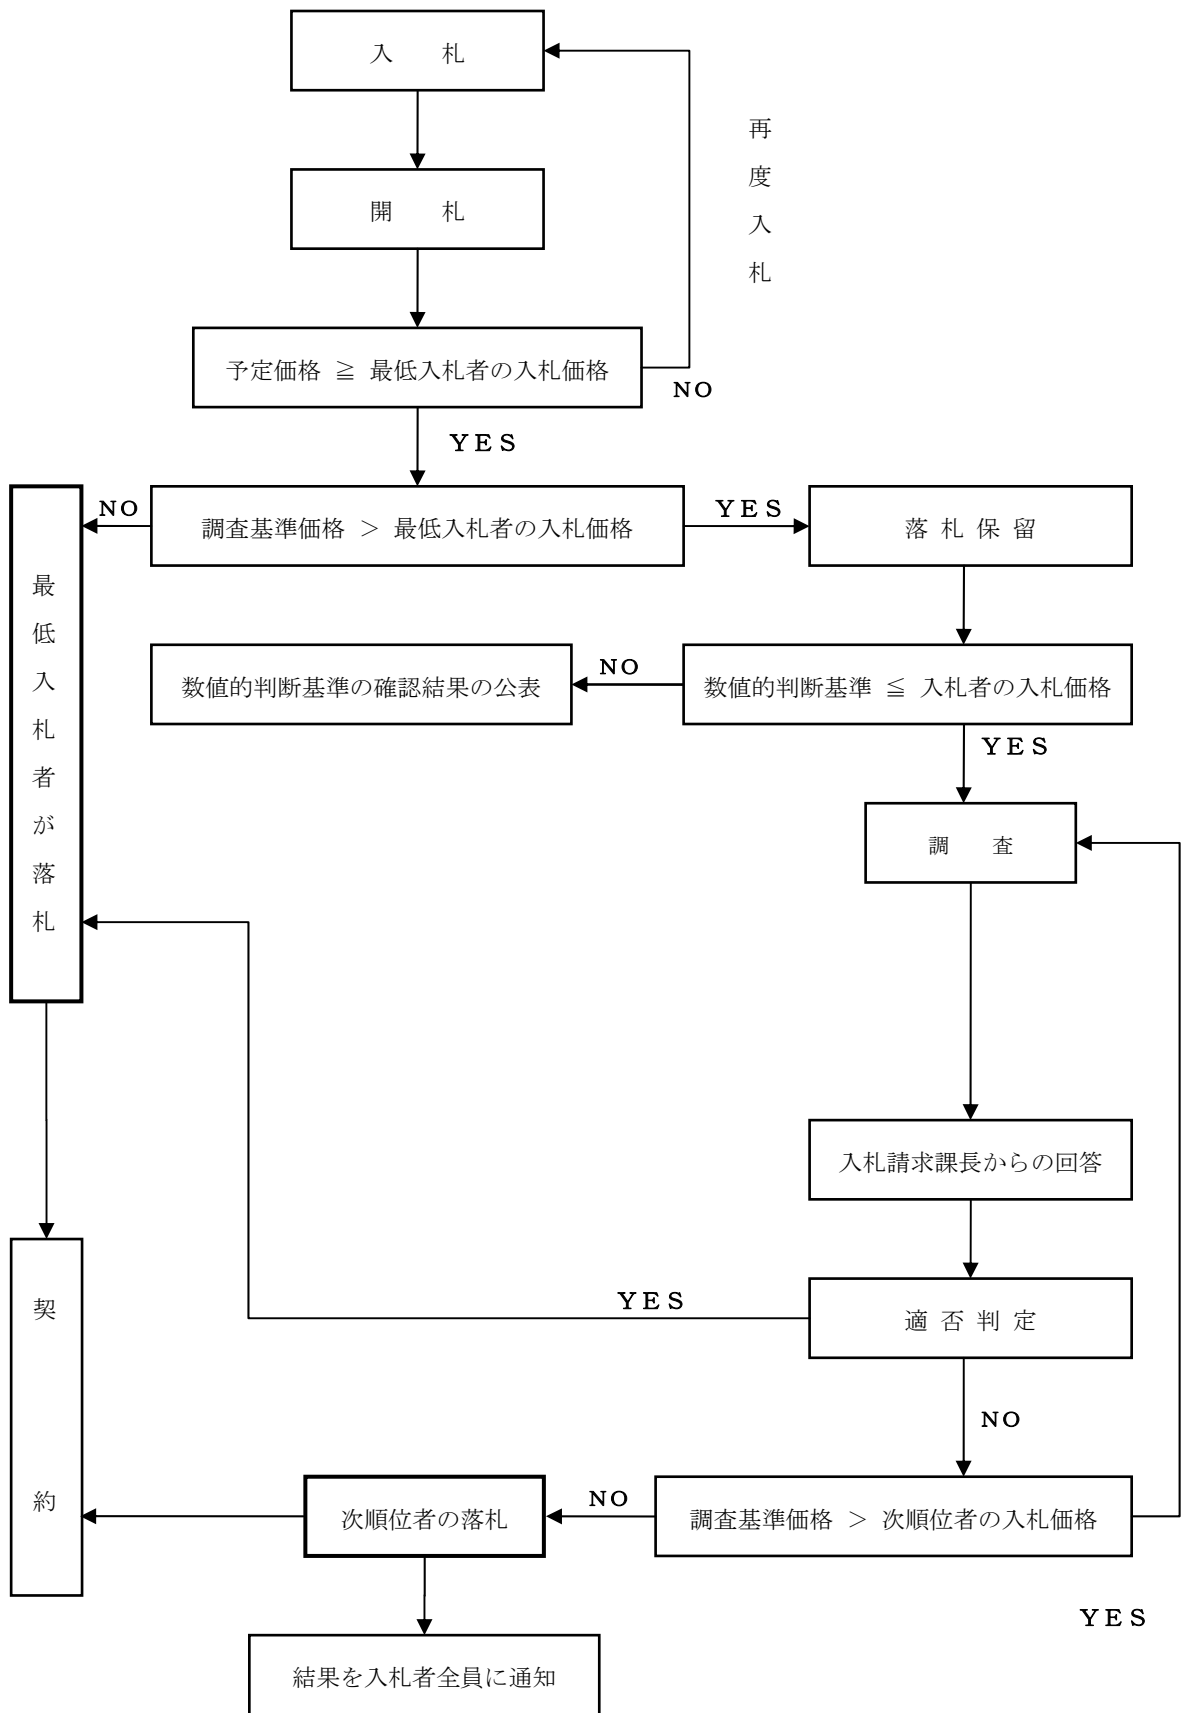 入　　札
再度入札
開　　札
予定価格 ≧ 最低入札者の入札価格
NO
YES
NO
調査基準価格 ＞ 最低入札者の入札価格
YES
落 札 保 留
最低入札者が落札
数値的判断基準の確認結果の公表
NO
数値的判断基準 ≦ 入札者の入札価格
YES
調　　査
入札請求課長からの回答
YES
適 否 判 定
NO
契　　約
次順位者の落札
NO
調査基準価格 ＞ 次順位者の入札価格
YES
結果を入札者全員に通知